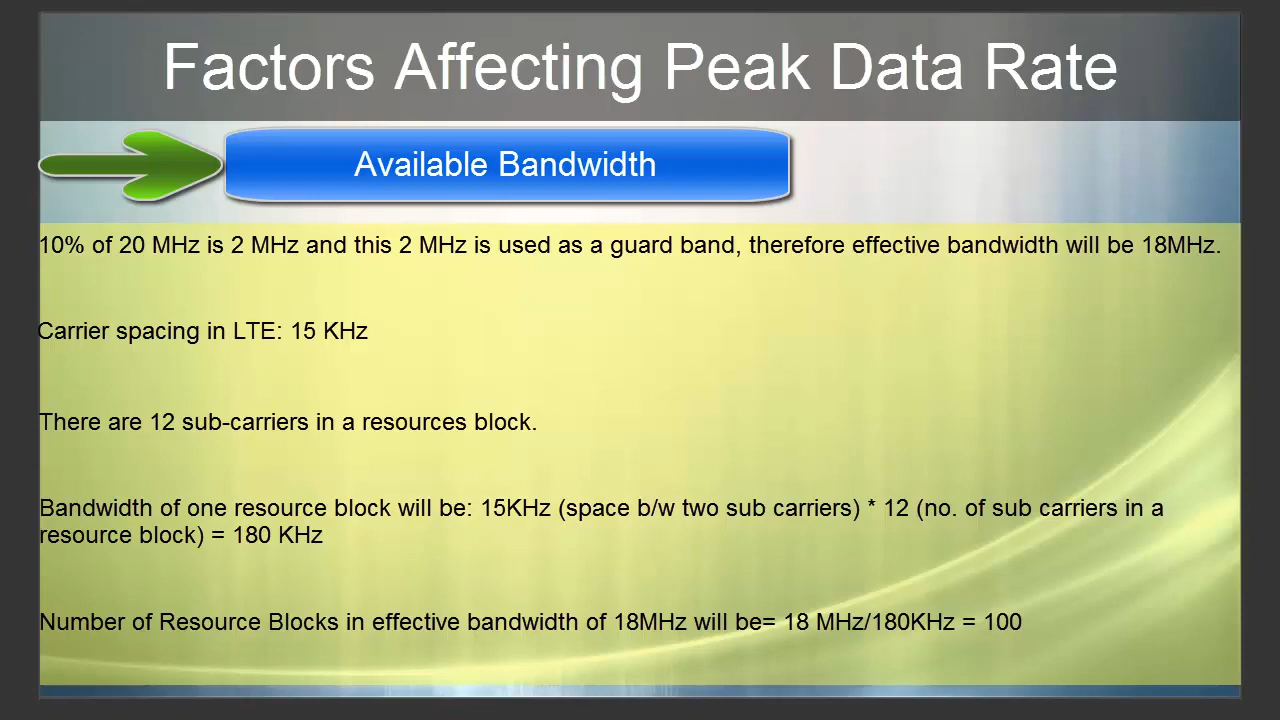 Factors Affecting Peak Data Rate
Available Bandwidth
10% of 20 MHz is 2 MHz and this 2 MHz is used as a guard band, therefore effective bandwidth will be 18MHz.
Carrier spacing in LTE: 15 KHz
There are 12 sub-carriers in a resources block.
Bandwidth of one resource block will be: 15KHz (space b/w two sub carriers) * 12 (no. of sub carriers in a
resource block) = 180 KHz
Number of Resource Blocks in effective bandwidth of 18MHz will be= 18 MHz/180KHz = 100